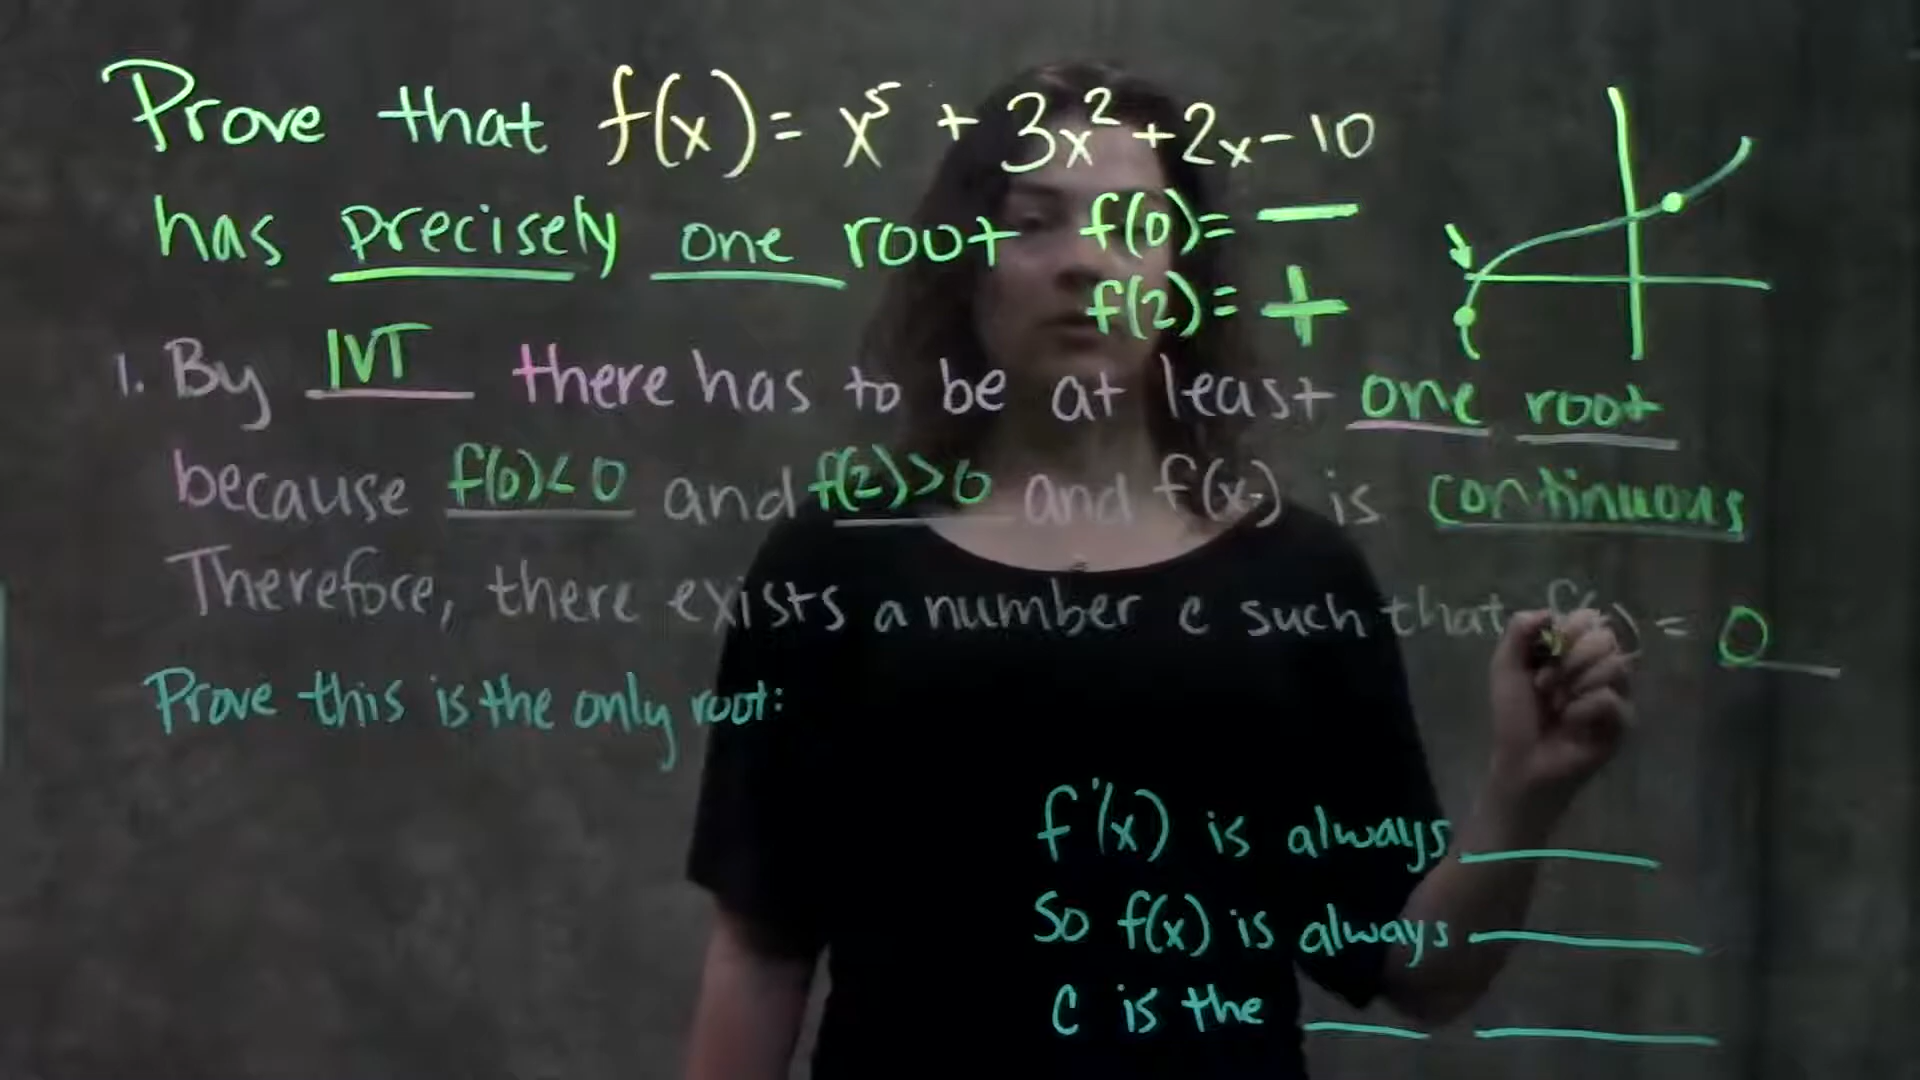 Prove that f(x) = x⁵ + 3x² + 2x - 10
has precisely one root
f(0) = −
f(2) = +
1. By IVT there has to be at least one root
because f(0) < 0 and f(2) > 0 and f(x) is continuous
Therefore, there exists a number c such that = 0
Prove this is the only root:
f'(x) is always
So f(x) is always
C is the